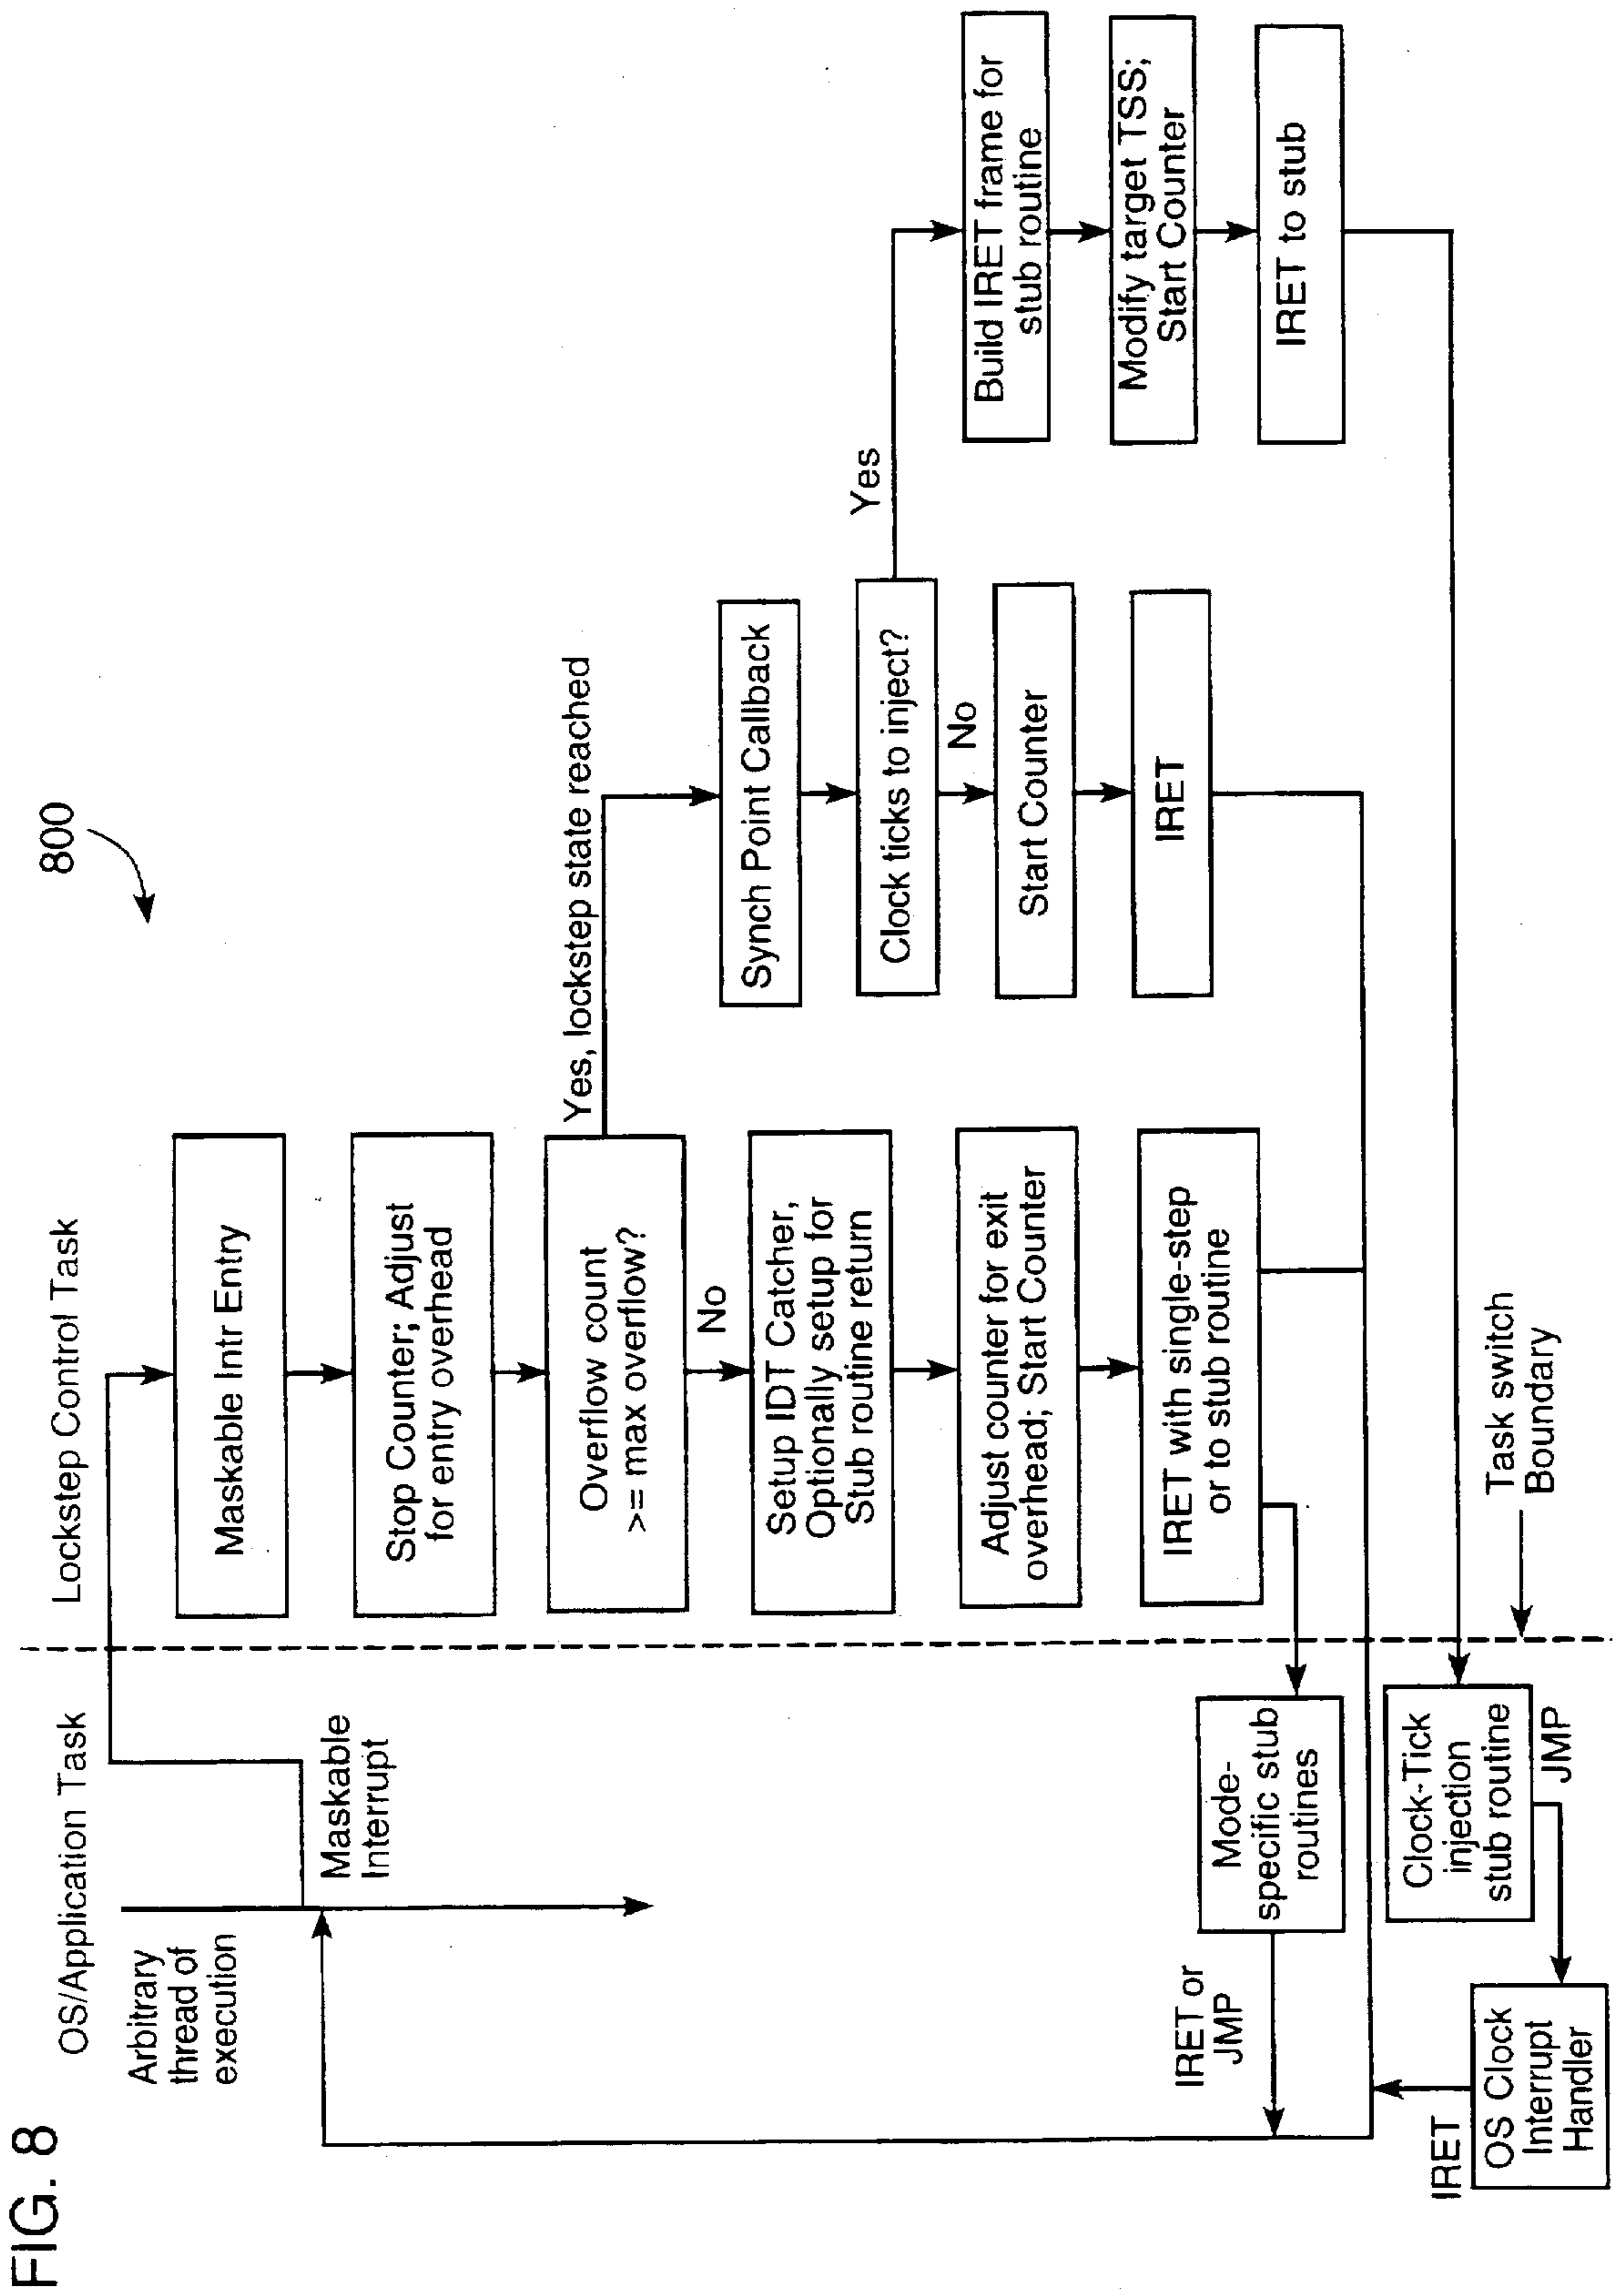 FIG. 8
800
OS/Application Task
Lockstep Control Task
Arbitrary
thread of
execution
Maskable
Interrupt
Maskable Intr Entry
Stop Counter; Adjust
for entry overhead
Overflow count
>= max overflow?
Yes, lockstep state reached
No
Setup IDT Catcher,
Optionally setup for
Stub routine return
Adjust counter for exit
overhead; Start Counter
IRET with single-step
or to stub routine
Synch Point Callback
Clock ticks to inject?
Yes
No
Start Counter
IRET
Build IRET frame for
stub routine
Modify target TSS;
Start Counter
IRET to stub
Mode-
specific stub
routines
IRET or
JMP
Clock-Tick
injection
stub routine
JMP
OS Clock
Interrupt
Handler
IRET
Task switch
Boundary